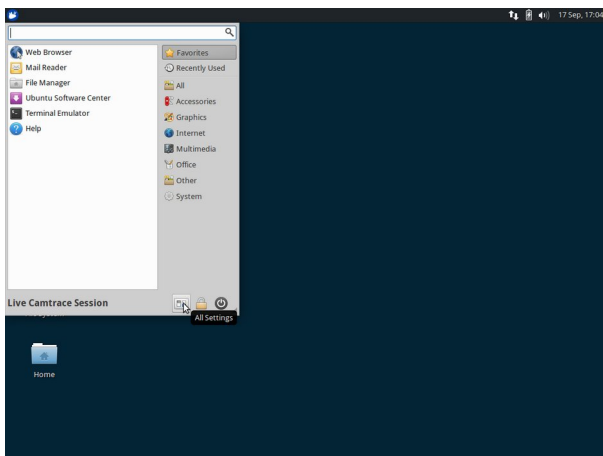 17 Sep, 17:04
Web Browser
Mail Reader
File Manager
Ubuntu Software Center
Terminal Emulator
Help
Favorites
Recently Used
All
Accessories
Graphics
Internet
Multimedia
Office
Other
System
Live Camtrace Session
All Settings
Home